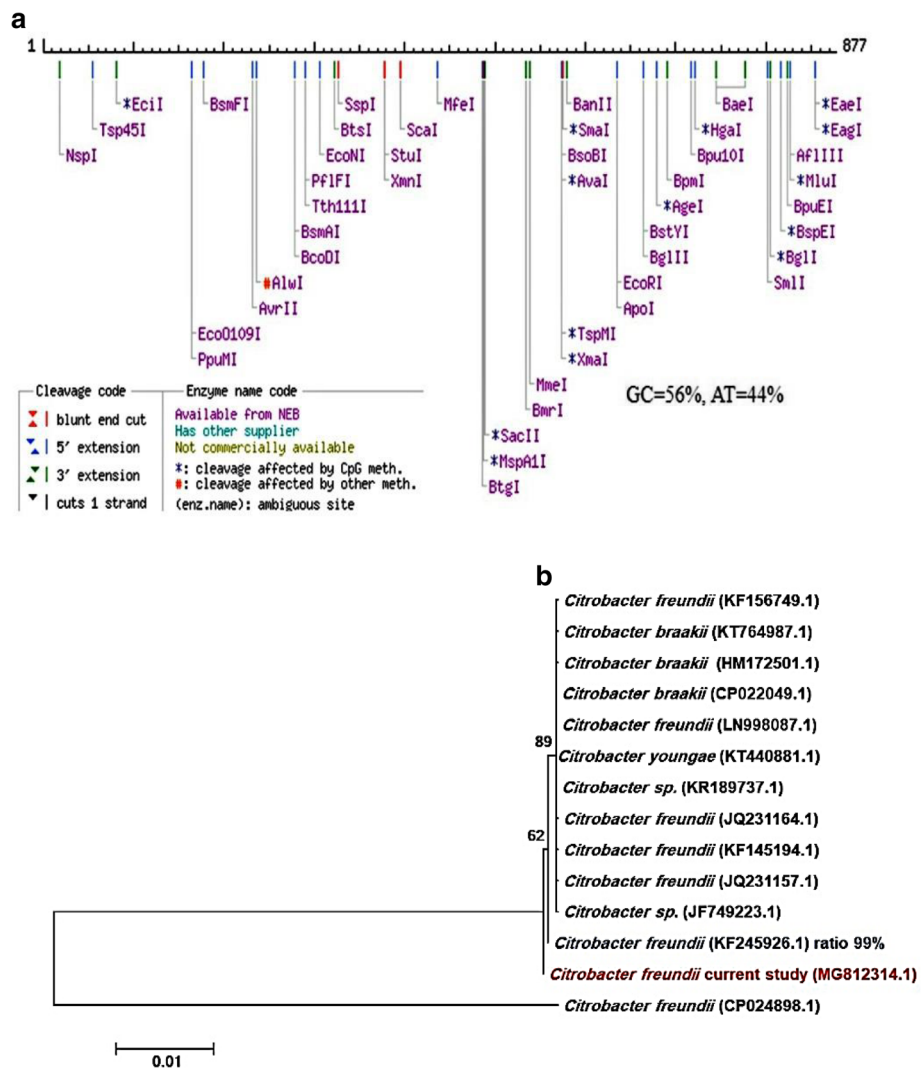 a
1 877
*EciI BsmFI SspI MfeI BanII BaeI *EaeI
Tsp45I BtsI ScaI *SmaI *HgaI *EagI
NspI EcoNI StuI BsoBI Bpu10I AflIII
PflFI XmnI *AvaI BpmI *MluI
Tth111I *AgeI BpuEI
BsmAI BstYI *BspEI
BcoDI BglII *BglI
#AlwI EcoRI SmlI
AvrII ApoI
EcoO109I *TspMI
PpuMI *XmaI
MmeI
BmrI
*SacII
*MspA1I
BtgI
GC=56%, AT=44%
Cleavage code
blunt end cut
5' extension
3' extension
cuts 1 strand
Enzyme name code
Available from NEB
Has other supplier
Not commercially available
*: cleavage affected by CpG meth.
#: cleavage affected by other meth.
(enz.name): ambiguous site
b
Citrobacter freundii (KF156749.1)
Citrobacter braakii (KT764987.1)
Citrobacter braakii (HM172501.1)
Citrobacter braakii (CP022049.1)
Citrobacter freundii (LN998087.1)
89
Citrobacter youngae (KT440881.1)
Citrobacter sp. (KR189737.1)
Citrobacter freundii (JQ231164.1)
62
Citrobacter freundii (KF145194.1)
Citrobacter freundii (JQ231157.1)
Citrobacter sp. (JF749223.1)
Citrobacter freundii (KF245926.1) ratio 99%
Citrobacter freundii current study (MG812314.1)
Citrobacter freundii (CP024898.1)
0.01